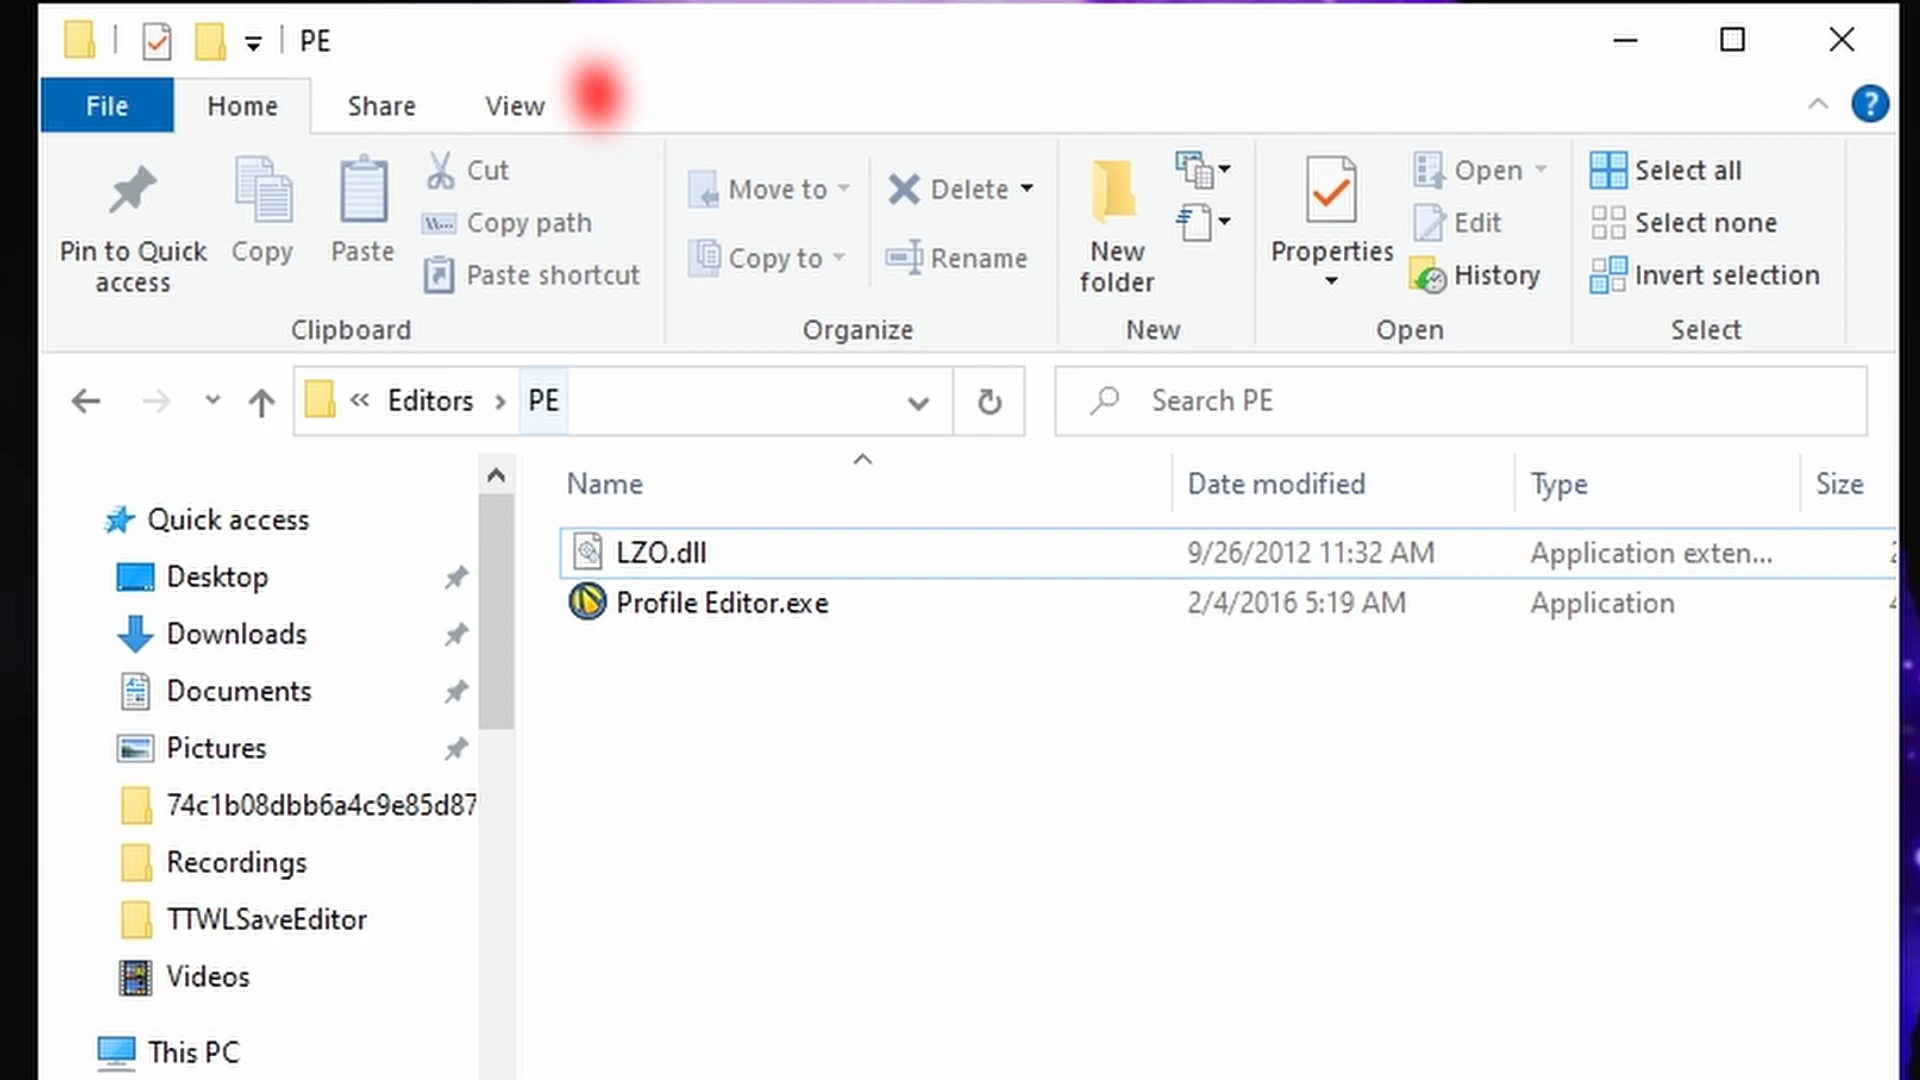 PE
File Home Share View
Pin to Quick access
Copy
Paste
Cut
Copy path
Paste shortcut
Clipboard
Move to
Copy to
Delete
Rename
Organize
New folder
New
Properties
Open
Edit
History
Open
Select all
Select none
Invert selection
Select
« Editors > PE
Search PE
Name Date modified Type Size
LZO.dll 9/26/2012 11:32 AM Application exten...
Profile Editor.exe 2/4/2016 5:19 AM Application
Quick access
Desktop
Downloads
Documents
Pictures
74c1b08dbb6a4c9e85d87
Recordings
TTWLSaveEditor
Videos
This PC